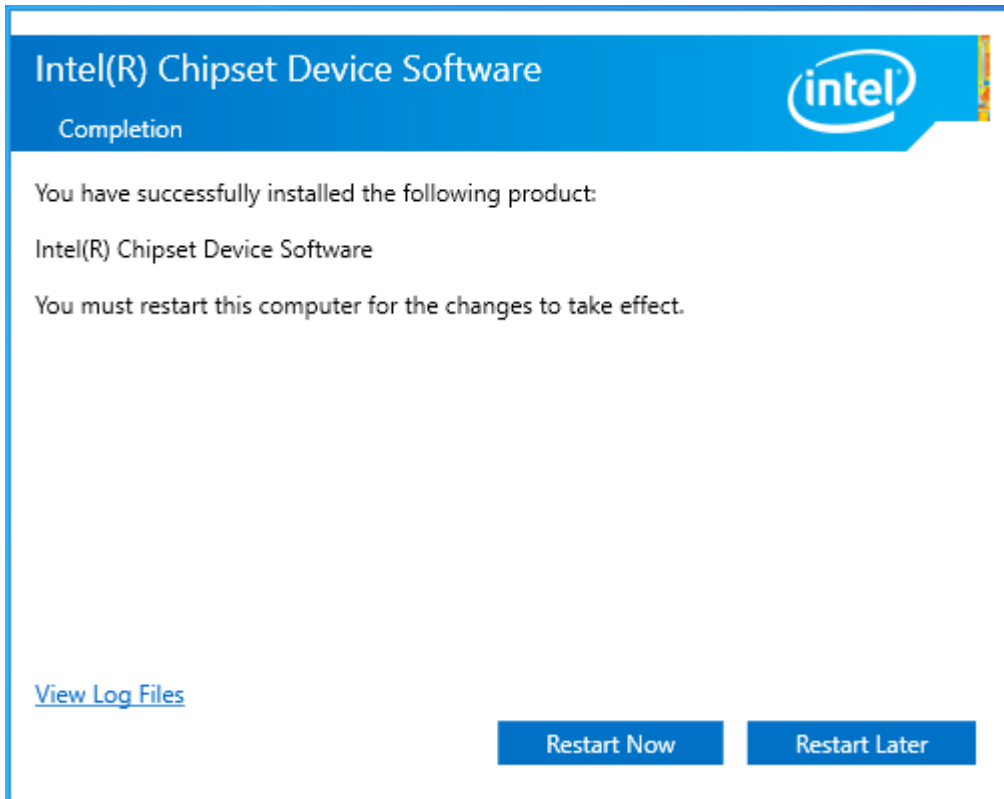 Intel(R) Chipset Device Software
intel
Completion
You have successfully installed the following product:
Intel(R) Chipset Device Software
You must restart this computer for the changes to take effect.
View Log Files
Restart Now
Restart Later